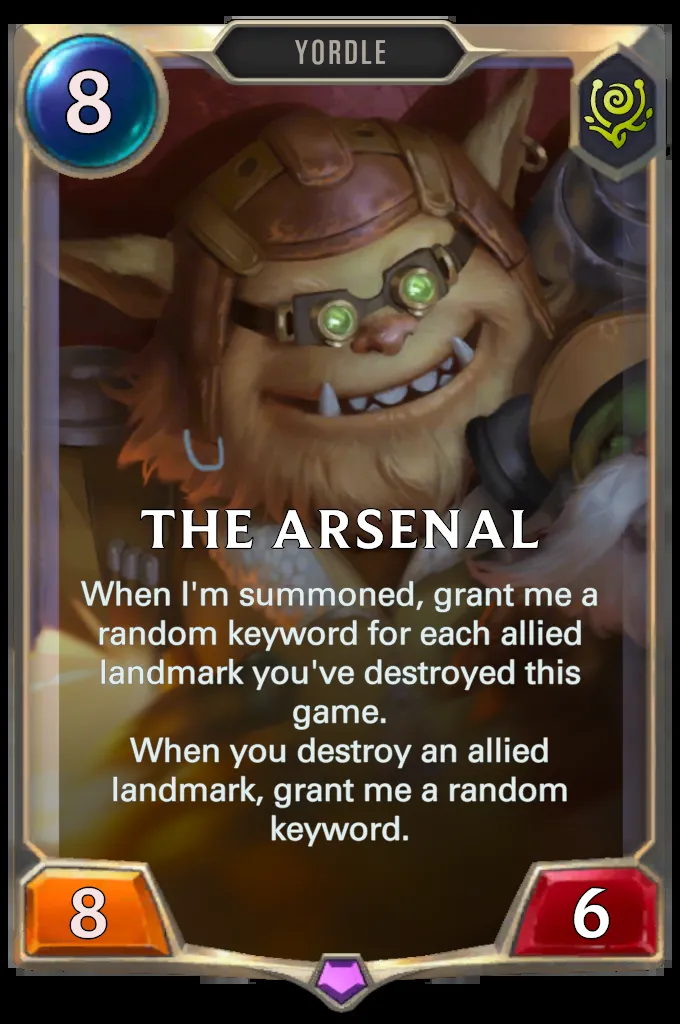 YORDLE
8
THE ARSENAL
When I'm summoned, grant me a
random keyword for each allied
landmark you've destroyed this
game.
When you destroy an allied
landmark, grant me a random
keyword.
8
6